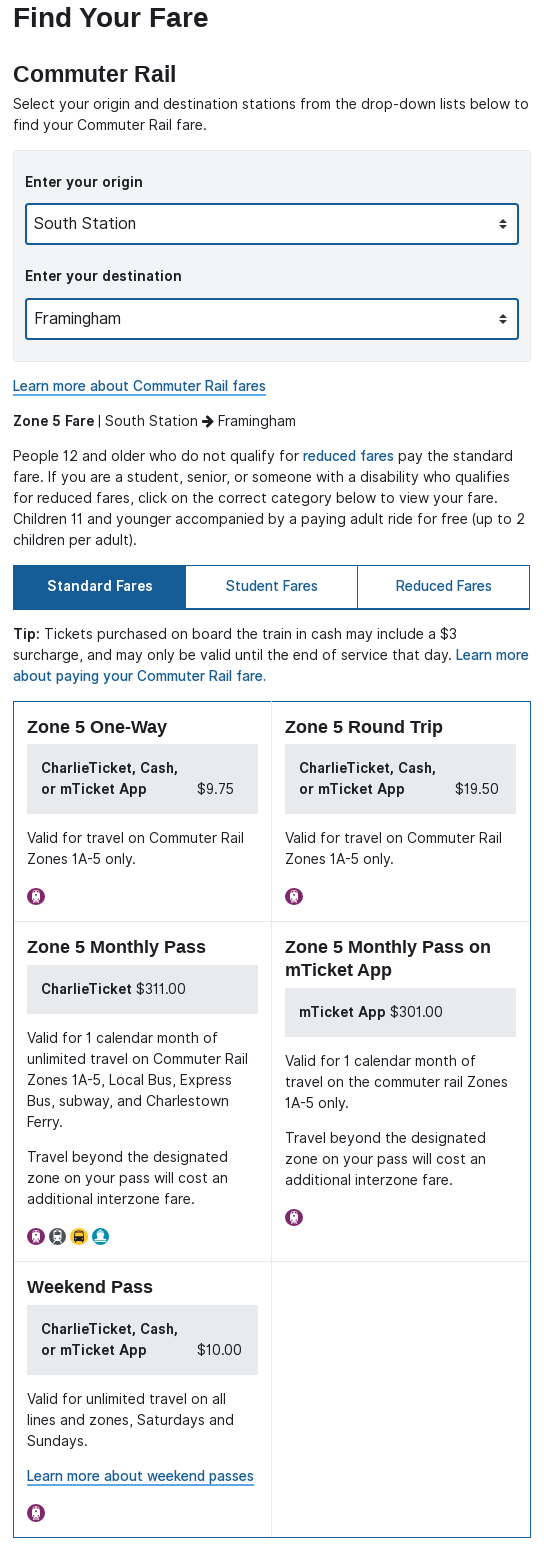 Find Your Fare
Commuter Rail
Select your origin and destination stations from the drop-down lists below to
find your Commuter Rail fare.
Enter your origin
South Station
Enter your destination
Framingham
Learn more about Commuter Rail fares
Zone 5 Fare | South Station → Framingham
People 12 and older who do not qualify for reduced fares pay the standard
fare. If you are a student, senior, or someone with a disability who qualifies
for reduced fares, click on the correct category below to view your fare.
Children 11 and younger accompanied by a paying adult ride for free (up to 2
children per adult).
Standard Fares
Student Fares
Reduced Fares
Tip: Tickets purchased on board the train in cash may include a $3
surcharge, and may only be valid until the end of service that day. Learn more
about paying your Commuter Rail fare.
Zone 5 One-Way
CharlieTicket, Cash,
or mTicket App $9.75
Valid for travel on Commuter Rail
Zones 1A-5 only.
Zone 5 Round Trip
CharlieTicket, Cash,
or mTicket App $19.50
Valid for travel on Commuter Rail
Zones 1A-5 only.
Zone 5 Monthly Pass
CharlieTicket $311.00
Valid for 1 calendar month of
unlimited travel on Commuter Rail
Zones 1A-5, Local Bus, Express
Bus, subway, and Charlestown
Ferry.
Travel beyond the designated
zone on your pass will cost an
additional interzone fare.
Zone 5 Monthly Pass on
mTicket App
mTicket App $301.00
Valid for 1 calendar month of
travel on the commuter rail Zones
1A-5 only.
Travel beyond the designated
zone on your pass will cost an
additional interzone fare.
Weekend Pass
CharlieTicket, Cash,
or mTicket App $10.00
Valid for unlimited travel on all
lines and zones, Saturdays and
Sundays.
Learn more about weekend passes